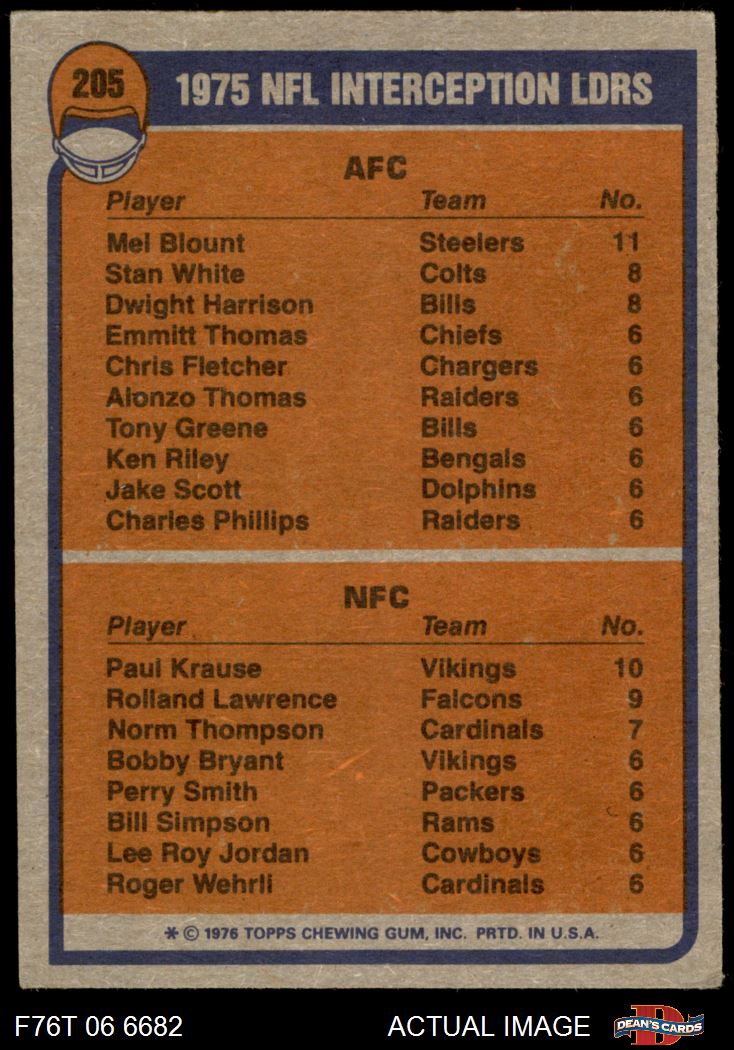 205
1975 NFL INTERCEPTION LDRS
AFC
Player Team No.
Mel Blount Steelers 11
Stan White Colts 8
Dwight Harrison Bills 8
Emmitt Thomas Chiefs 6
Chris Fletcher Chargers 6
Alonzo Thomas Raiders 6
Tony Greene Bills 6
Ken Riley Bengals 6
Jake Scott Dolphins 6
Charles Phillips Raiders 6
NFC
Player Team No.
Paul Krause Vikings 10
Rolland Lawrence Falcons 9
Norm Thompson Cardinals 7
Bobby Bryant Vikings 6
Perry Smith Packers 6
Bill Simpson Rams 6
Lee Roy Jordan Cowboys 6
Roger Wehrli Cardinals 6
* © 1976 TOPPS CHEWING GUM, INC. PRTD. IN U.S.A.
F76T 06 6682 ACTUAL IMAGE D DEAN'S CARDS